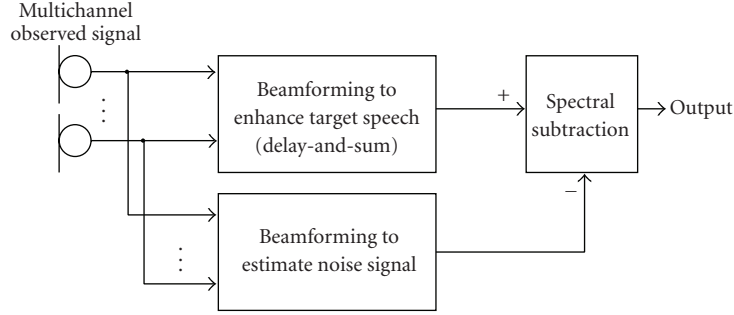 Multichannel
observed signal
Beamforming to
enhance target speech
(delay-and-sum)
+
Spectral
subtraction
Output
−
Beamforming to
estimate noise signal